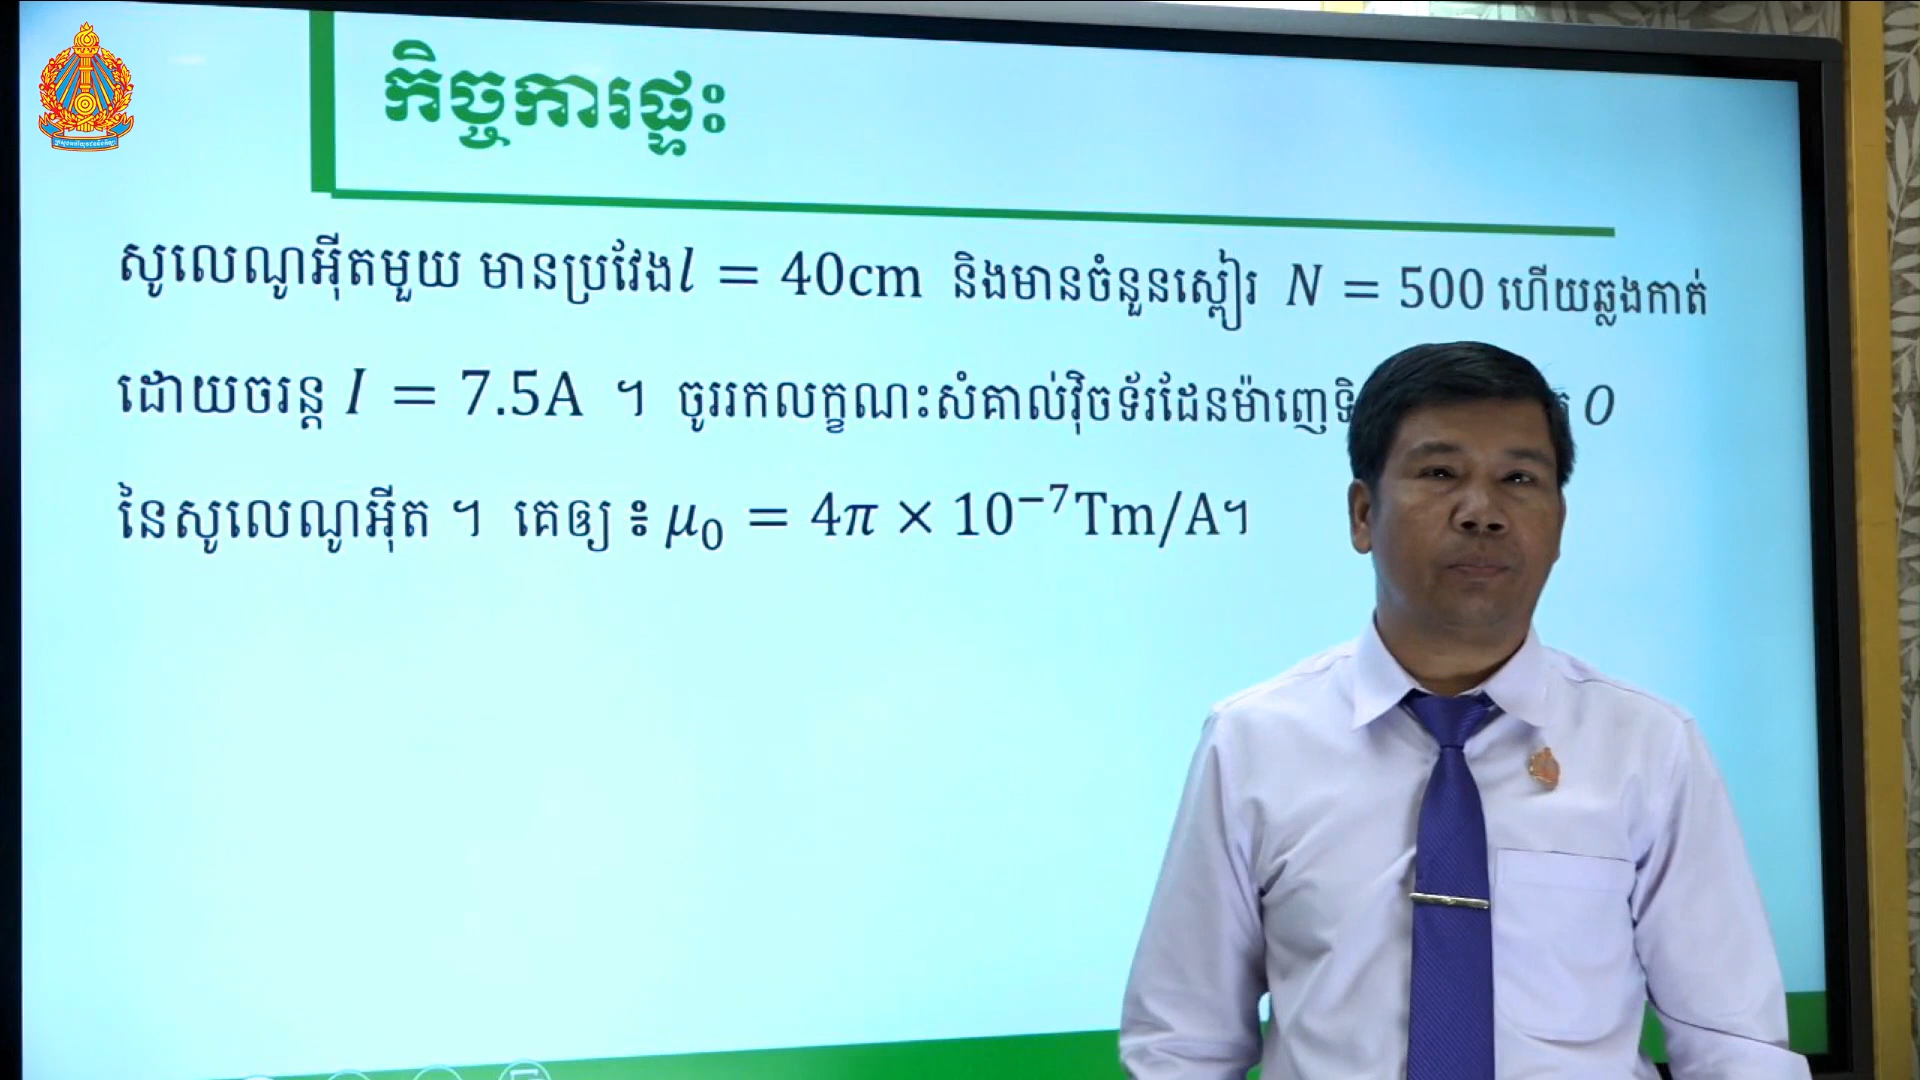 កិច្ចការផ្ទះ
សូលេណូអ៊ីតមួយ មានប្រវែង l = 40cm និងមានចំនួនស្ពៀរ N = 500 ហើយឆ្លងកាត់
ដោយចរន្ត I = 7.5A ។ ចូររកលក្ខណះសំគាល់វ៉ិចទ័រដែនម៉ាញេទិ O
នៃសូលេណូអ៊ីត ។ គេឲ្យ ៖ μ₀ = 4π × 10⁻⁷Tm/A។